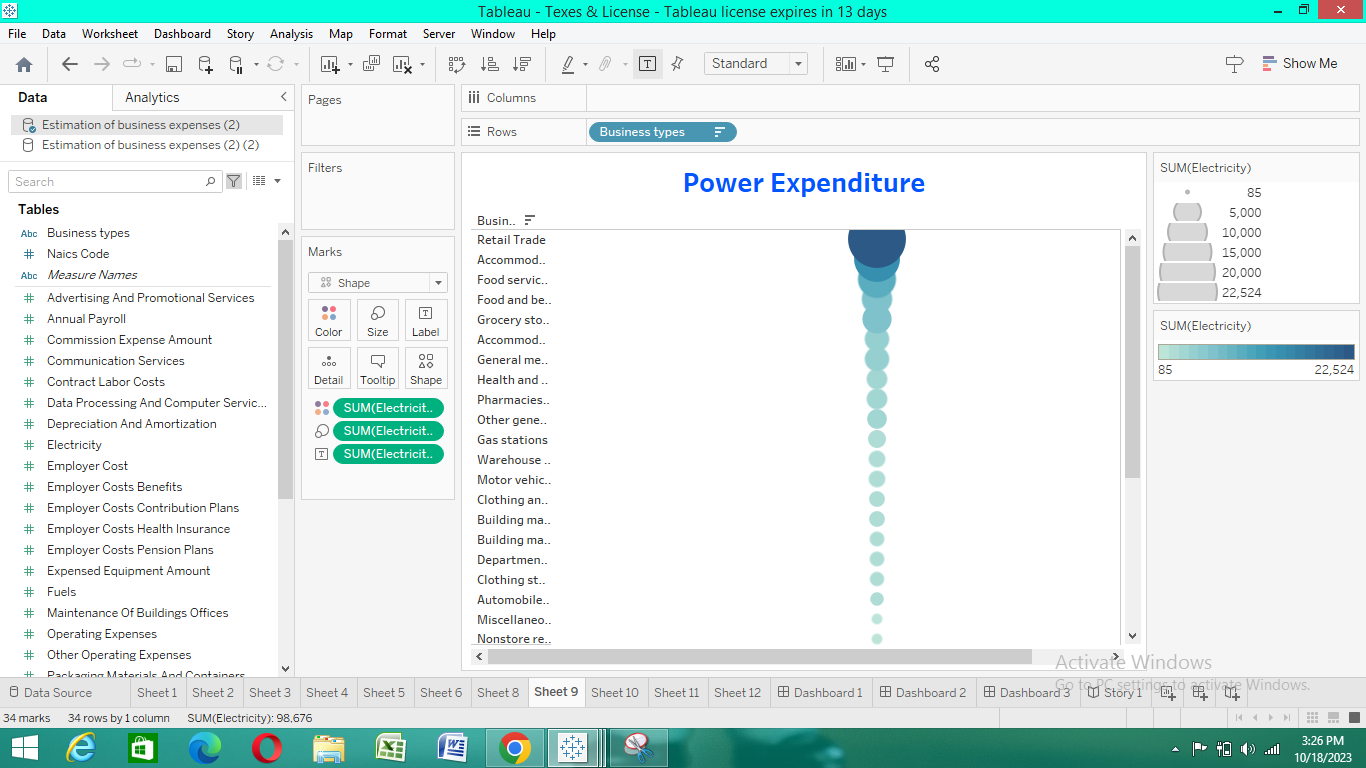 Tableau - Texes & License - Tableau license expires in 13 days
File Data Worksheet Dashboard Story Analysis Map Format Server Window Help
Standard
Show Me
Data Analytics
Estimation of business expenses (2)
Estimation of business expenses (2) (2)
Search
Tables
Abc Business types
# Naics Code
Abc Measure Names
# Advertising And Promotional Services
# Annual Payroll
# Commission Expense Amount
# Communication Services
# Contract Labor Costs
# Data Processing And Computer Servic...
# Depreciation And Amortization
# Electricity
# Employer Cost
# Employer Costs Benefits
# Employer Costs Contribution Plans
# Employer Costs Health Insurance
# Employer Costs Pension Plans
# Expensed Equipment Amount
# Fuels
# Maintenance Of Buildings Offices
# Operating Expenses
# Other Operating Expenses
# Packaging Materials And Containers
Pages
Filters
Marks
Shape
Color Size Label
Detail Tooltip Shape
SUM(Electricit..
SUM(Electricit..
SUM(Electricit..
Columns
Rows Business types
Power Expenditure
Busin..
Retail Trade
Accommod..
Food servic..
Food and be..
Grocery sto..
Accommod..
General me..
Health and ..
Pharmacies..
Other gene..
Gas stations
Warehouse ..
Motor vehic..
Clothing an..
Building ma..
Building ma..
Departmen..
Clothing st..
Automobile..
Miscellaneo..
Nonstore re..
SUM(Electricity)
85
5,000
10,000
15,000
20,000
22,524
SUM(Electricity)
85 22,524
Activate Windows
Go to PC settings to activate Windows.
Data Source Sheet 1 Sheet 2 Sheet 3 Sheet 4 Sheet 5 Sheet 6 Sheet 8 Sheet 9 Sheet 10 Sheet 11 Sheet 12 Dashboard 1 Dashboard 2 Dashboard 3 Story 1
34 marks 34 rows by 1 column SUM(Electricity): 98,676
3:26 PM
10/18/2023